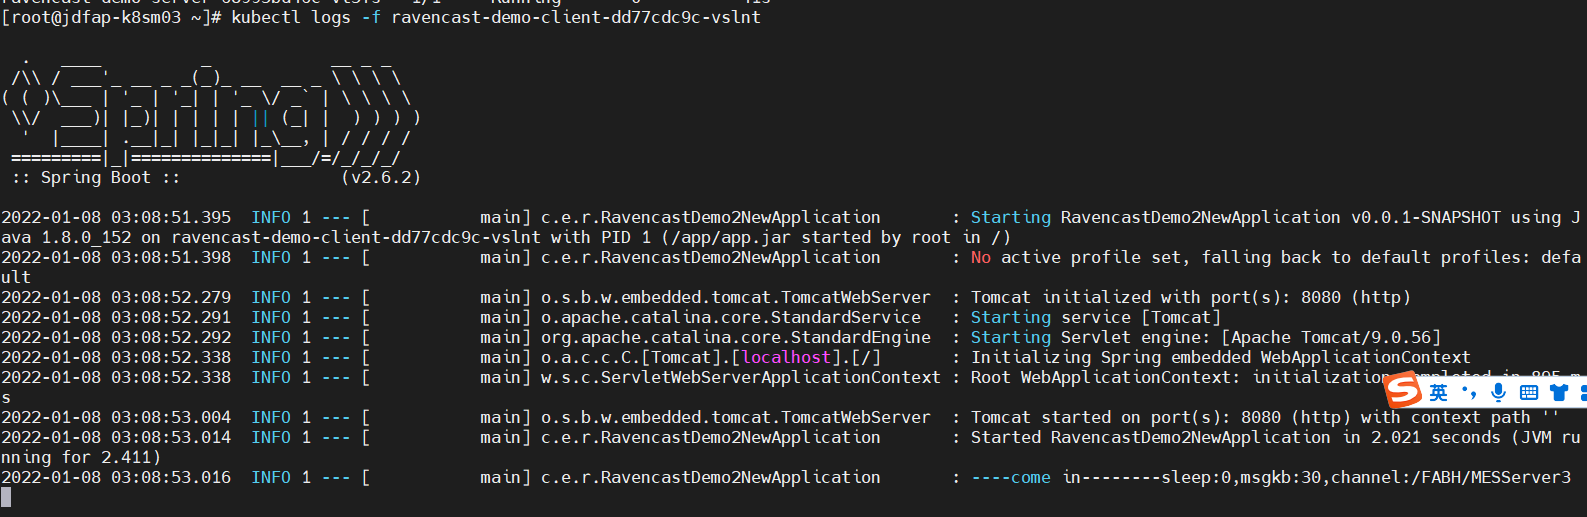 [root@jdfap-k8sm03 ~]# kubectl logs -f ravencast-demo-client-dd77cdc9c-vslnt
  .   ____          _            __ _ _
 /\\ / ___'_ __ _ _(_)_ __  __ _ \ \ \ \
( ( )\___ | '_ | '_| | '_ \/ _` | \ \ \ \
 \\/  ___)| |_)| | | | | || (_| |  ) ) ) )
  '  |____| .__|_| |_|_| |_\__, | / / / /
 =========|_|==============|___/=/_/_/_/
 :: Spring Boot ::                (v2.6.2)
2022-01-08 03:08:51.395  INFO 1 --- [           main] c.e.r.RavencastDemo2NewApplication       : Starting RavencastDemo2NewApplication v0.0.1-SNAPSHOT using J
ava 1.8.0_152 on ravencast-demo-client-dd77cdc9c-vslnt with PID 1 (/app/app.jar started by root in /)
2022-01-08 03:08:51.398  INFO 1 --- [           main] c.e.r.RavencastDemo2NewApplication       : No active profile set, falling back to default profiles: defa
ult
2022-01-08 03:08:52.279  INFO 1 --- [           main] o.s.b.w.embedded.tomcat.TomcatWebServer  : Tomcat initialized with port(s): 8080 (http)
2022-01-08 03:08:52.291  INFO 1 --- [           main] o.apache.catalina.core.StandardService   : Starting service [Tomcat]
2022-01-08 03:08:52.292  INFO 1 --- [           main] org.apache.catalina.core.StandardEngine  : Starting Servlet engine: [Apache Tomcat/9.0.56]
2022-01-08 03:08:52.338  INFO 1 --- [           main] o.a.c.c.C.[Tomcat].[localhost].[/]       : Initializing Spring embedded WebApplicationContext
2022-01-08 03:08:52.338  INFO 1 --- [           main] w.s.c.ServletWebServerApplicationContext : Root WebApplicationContext: initialization completed in 895 m
s
英
2022-01-08 03:08:53.004  INFO 1 --- [           main] o.s.b.w.embedded.tomcat.TomcatWebServer  : Tomcat started on port(s): 8080 (http) with context path ''
2022-01-08 03:08:53.014  INFO 1 --- [           main] c.e.r.RavencastDemo2NewApplication       : Started RavencastDemo2NewApplication in 2.021 seconds (JVM ru
nning for 2.411)
2022-01-08 03:08:53.016  INFO 1 --- [           main] c.e.r.RavencastDemo2NewApplication       : ----come in--------sleep:0,msgkb:30,channel:/FABH/MESServer3